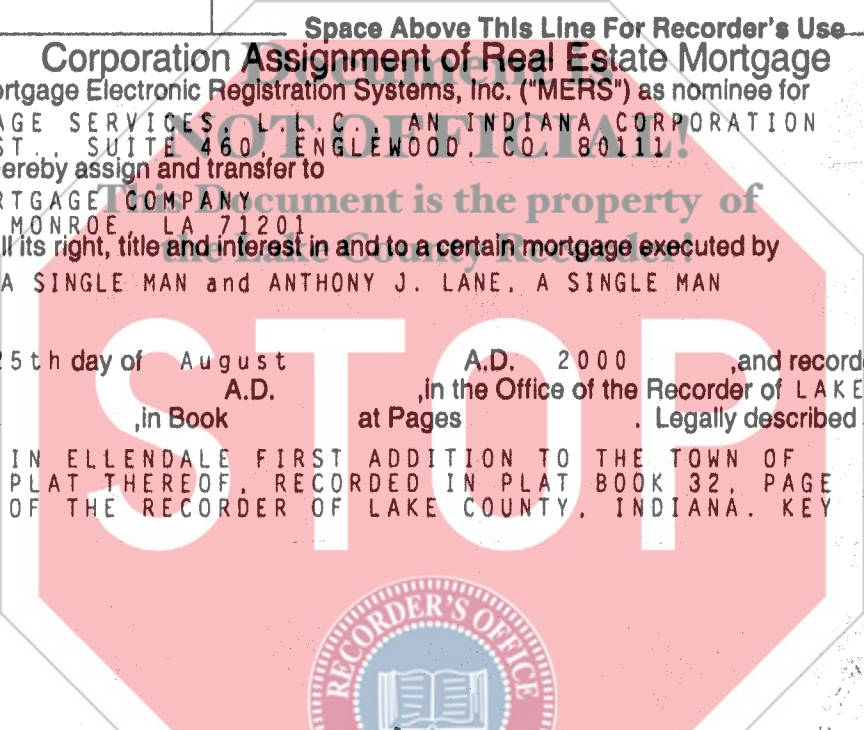 Space Above This Line For Recorder's Use
Corporation Assignment of Real Estate Mortgage
Document is
ortgage Electronic Registration Systems, Inc. ("MERS") as nominee for
AGE SERVICES, L.L.C., AN INDIANA CORPORATION
NOT OFFICIAL!
ST., SUITE 460, ENGLEWOOD, CO. 80111
ereby assign and transfer to
RTGAGE COMPANY
This Document is the property of
MONROE, LA 71201
ll its right, title and interest in and to a certain mortgage executed by
the Lake County Recorder!
A SINGLE MAN and ANTHONY J. LANE, A SINGLE MAN
STOP
25th day of August A.D. 2000 ,and recorde
A.D. ,in the Office of the Recorder of LAKE
,in Book at Pages . Legally described
IN ELLENDALE FIRST ADDITION TO THE TOWN OF
PLAT THEREOF, RECORDED IN PLAT BOOK 32, PAGE
OF THE RECORDER OF LAKE COUNTY, INDIANA. KEY
RECORDER'S OFFICE